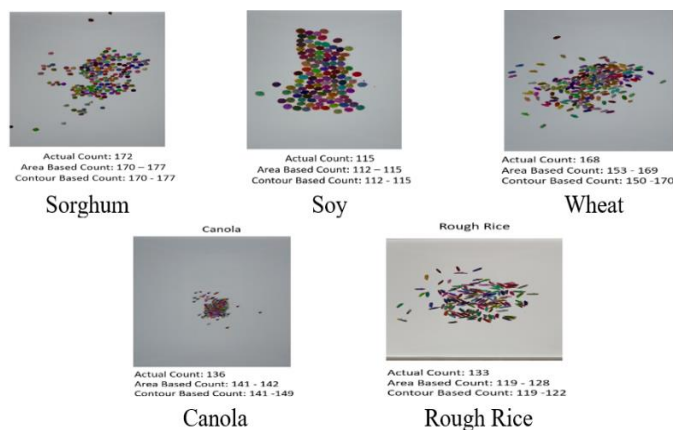 Actual Count: 172
Area Based Count: 170 – 177
Contour Based Count: 170 - 177
Sorghum
Actual Count: 115
Area Based Count: 112 – 115
Contour Based Count: 112 - 115
Soy
Actual Count: 168
Area Based Count: 153 - 169
Contour Based Count: 150 -170
Wheat
Canola
Actual Count: 136
Area Based Count: 141 - 142
Contour Based Count: 141 -149
Canola
Rough Rice
Actual Count: 133
Area Based Count: 119 - 128
Contour Based Count: 119 -122
Rough Rice